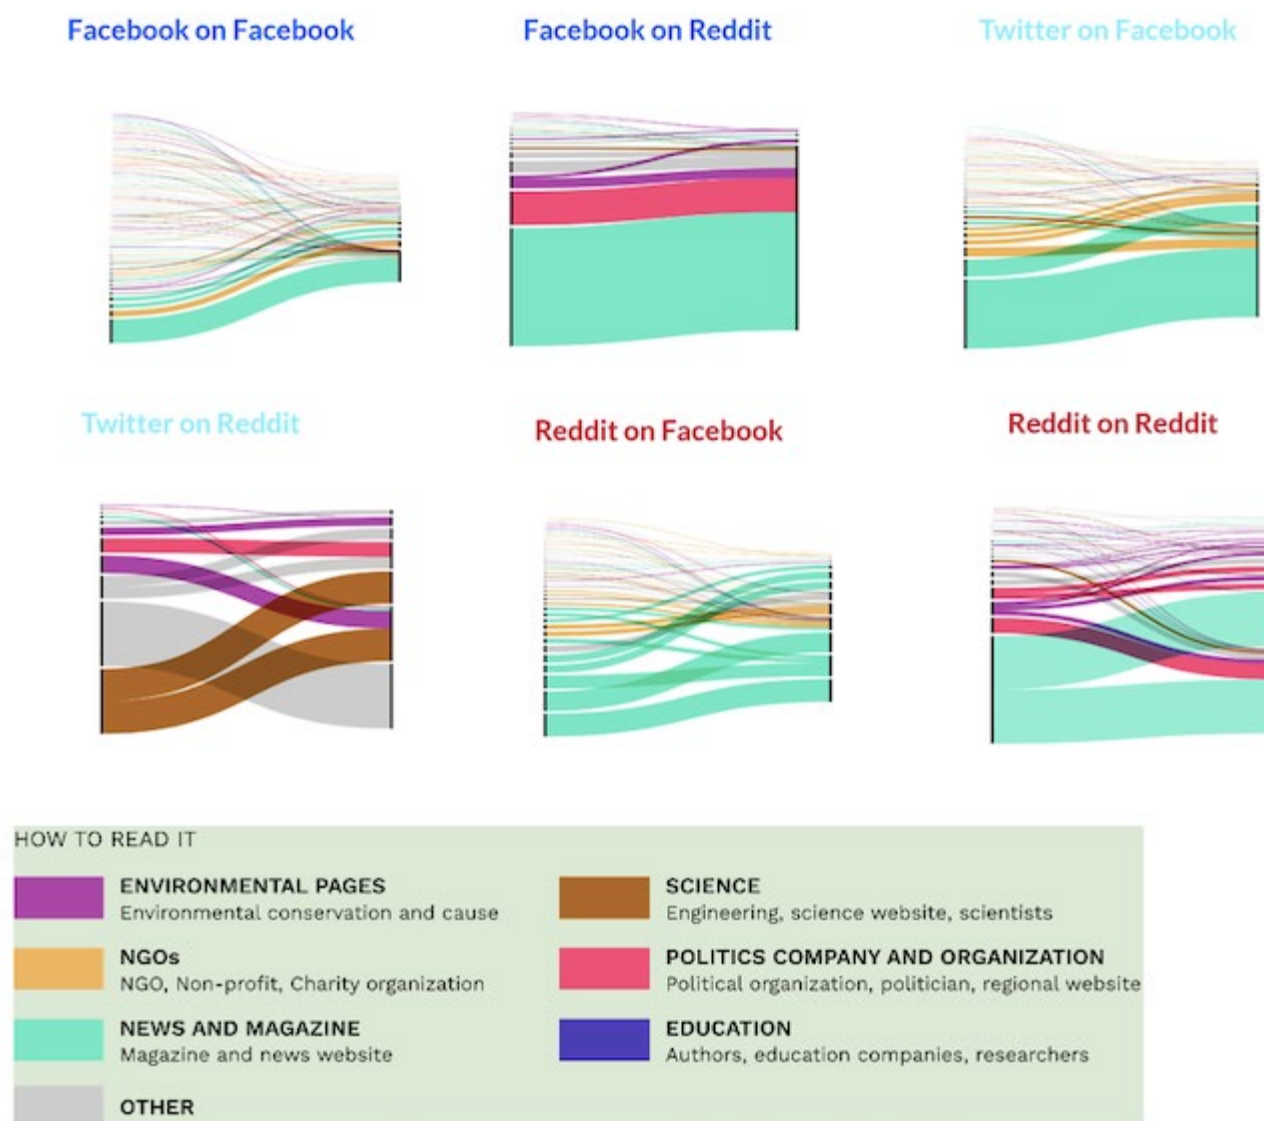 Facebook on Facebook
Facebook on Reddit
Twitter on Facebook
Twitter on Reddit
Reddit on Facebook
Reddit on Reddit
HOW TO READ IT
ENVIRONMENTAL PAGES
Environmental conservation and cause
NGOs
NGO, Non-profit, Charity organization
NEWS AND MAGAZINE
Magazine and news website
OTHER
SCIENCE
Engineering, science website, scientists
POLITICS COMPANY AND ORGANIZATION
Political organization, politician, regional website
EDUCATION
Authors, education companies, researchers